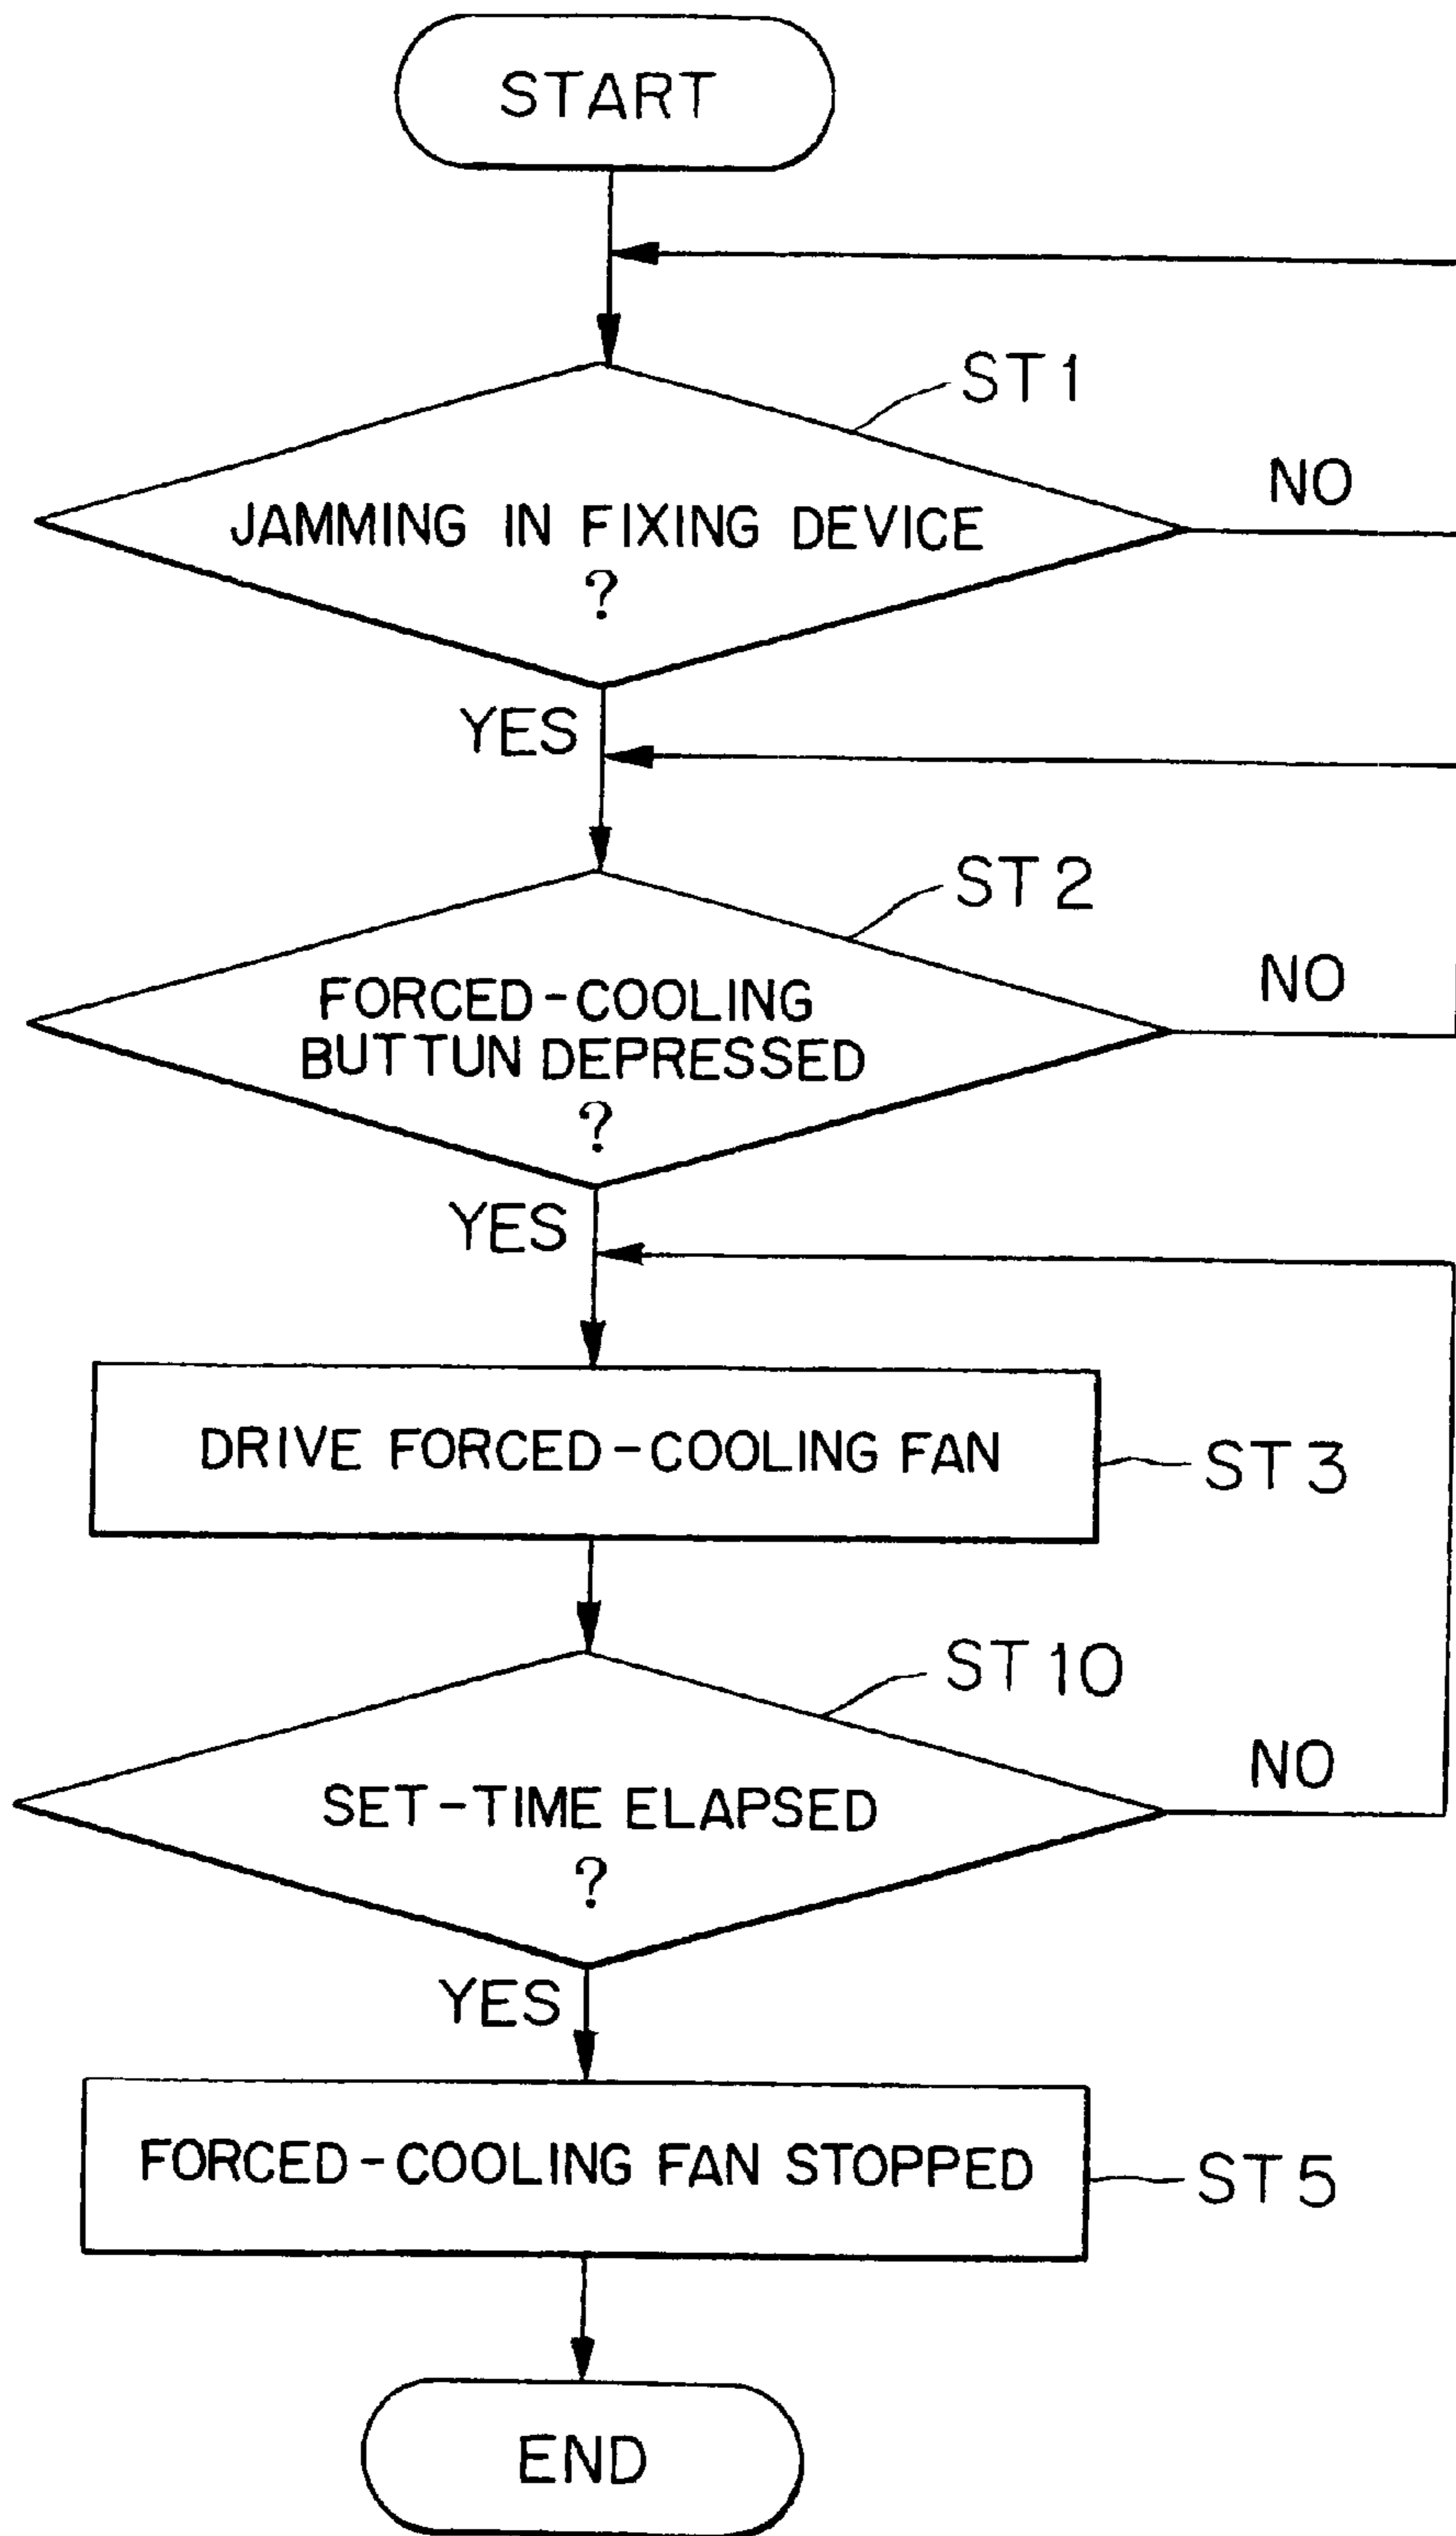 START
ST1
JAMMING IN FIXING DEVICE
?
NO
YES
ST2
FORCED-COOLING
BUTTUN DEPRESSED
?
NO
YES
DRIVE FORCED-COOLING FAN
ST3
ST10
SET-TIME ELAPSED
?
NO
YES
FORCED-COOLING FAN STOPPED
ST5
END